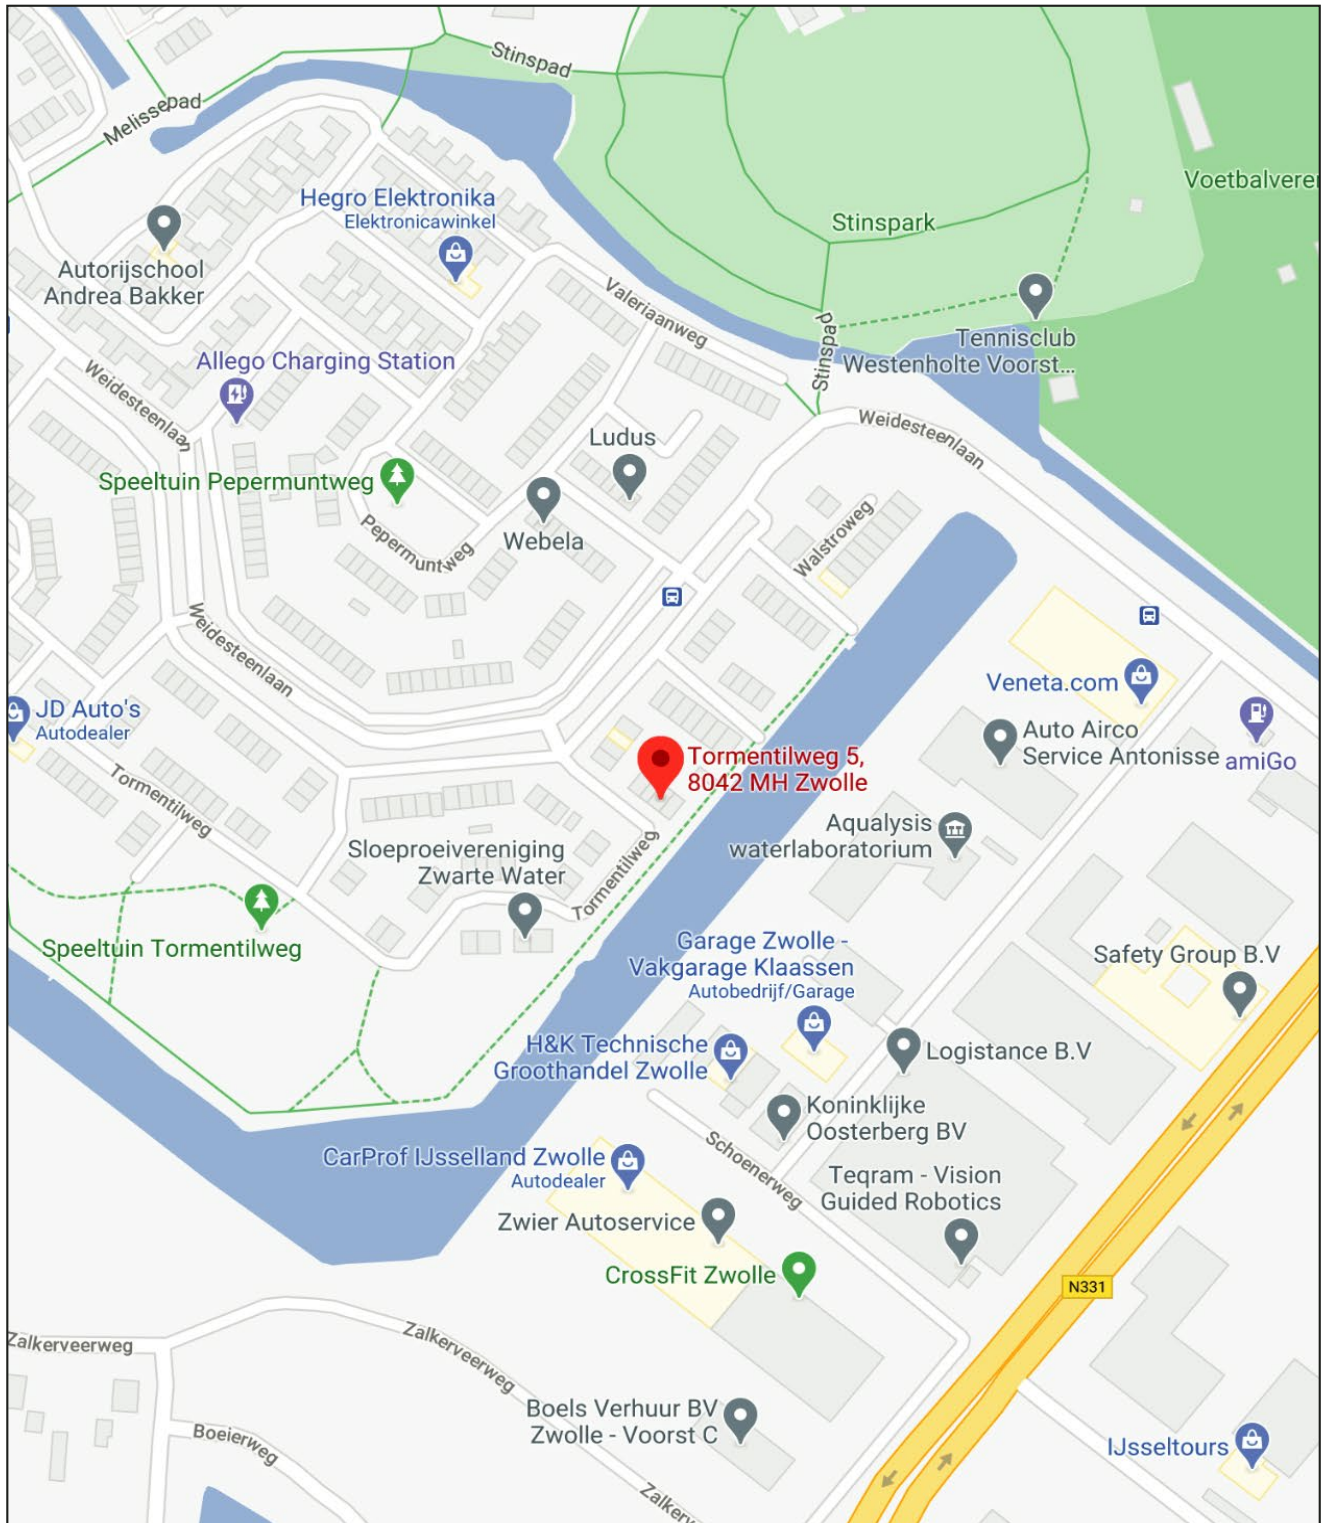 Stinspad
Melissepad
Voetbalverer
Hegro Elektronika
Elektronicawinkel
Stinspark
Autorijschool
Andrea Bakker
Valeriaanweg
Stinspad
Tennisclub
Westenholte Voorst...
Allego Charging Station
Weidesteenlaan
Weidesteenlaan
Ludus
Speeltuin Pepermuntweg
Webela
Pepermuntweg
Walstroweg
Weidesteenlaan
Veneta.com
JD Auto's
Autodealer
Auto Airco
Service Antonisse
amiGo
Tormentilweg 5,
8042 MH Zwolle
Tormentilweg
Aqualysis
waterlaboratorium
Sloeproeivereniging
Zwarte Water
Tormentilweg
Speeltuin Tormentilweg
Garage Zwolle -
Vakgarage Klaassen
Autobedrijf/Garage
Safety Group B.V
H&K Technische
Groothandel Zwolle
Logistance B.V
Koninklijke
Oosterberg BV
Schoenerweg
CarProf IJsselland Zwolle
Autodealer
Teqram - Vision
Guided Robotics
Zwier Autoservice
CrossFit Zwolle
N331
Zalkerveerweg
Zalkerveerweg
Boels Verhuur BV
Zwolle - Voorst C
Boeierweg
IJsseltours
Zalkerv